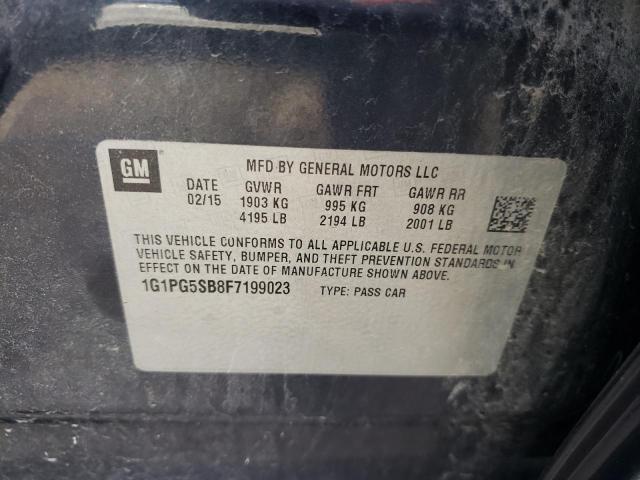 GM
MFD BY GENERAL MOTORS LLC
DATE GVWR GAWR FRT GAWR RR
02/15 1903 KG 995 KG 908 KG
4195 LB 2194 LB 2001 LB
THIS VEHICLE CONFORMS TO ALL APPLICABLE U.S. FEDERAL MOTOR
VEHICLE SAFETY, BUMPER, AND THEFT PREVENTION STANDARDS IN
EFFECT ON THE DATE OF MANUFACTURE SHOWN ABOVE.
1G1PG5SB8F7199023 TYPE: PASS CAR